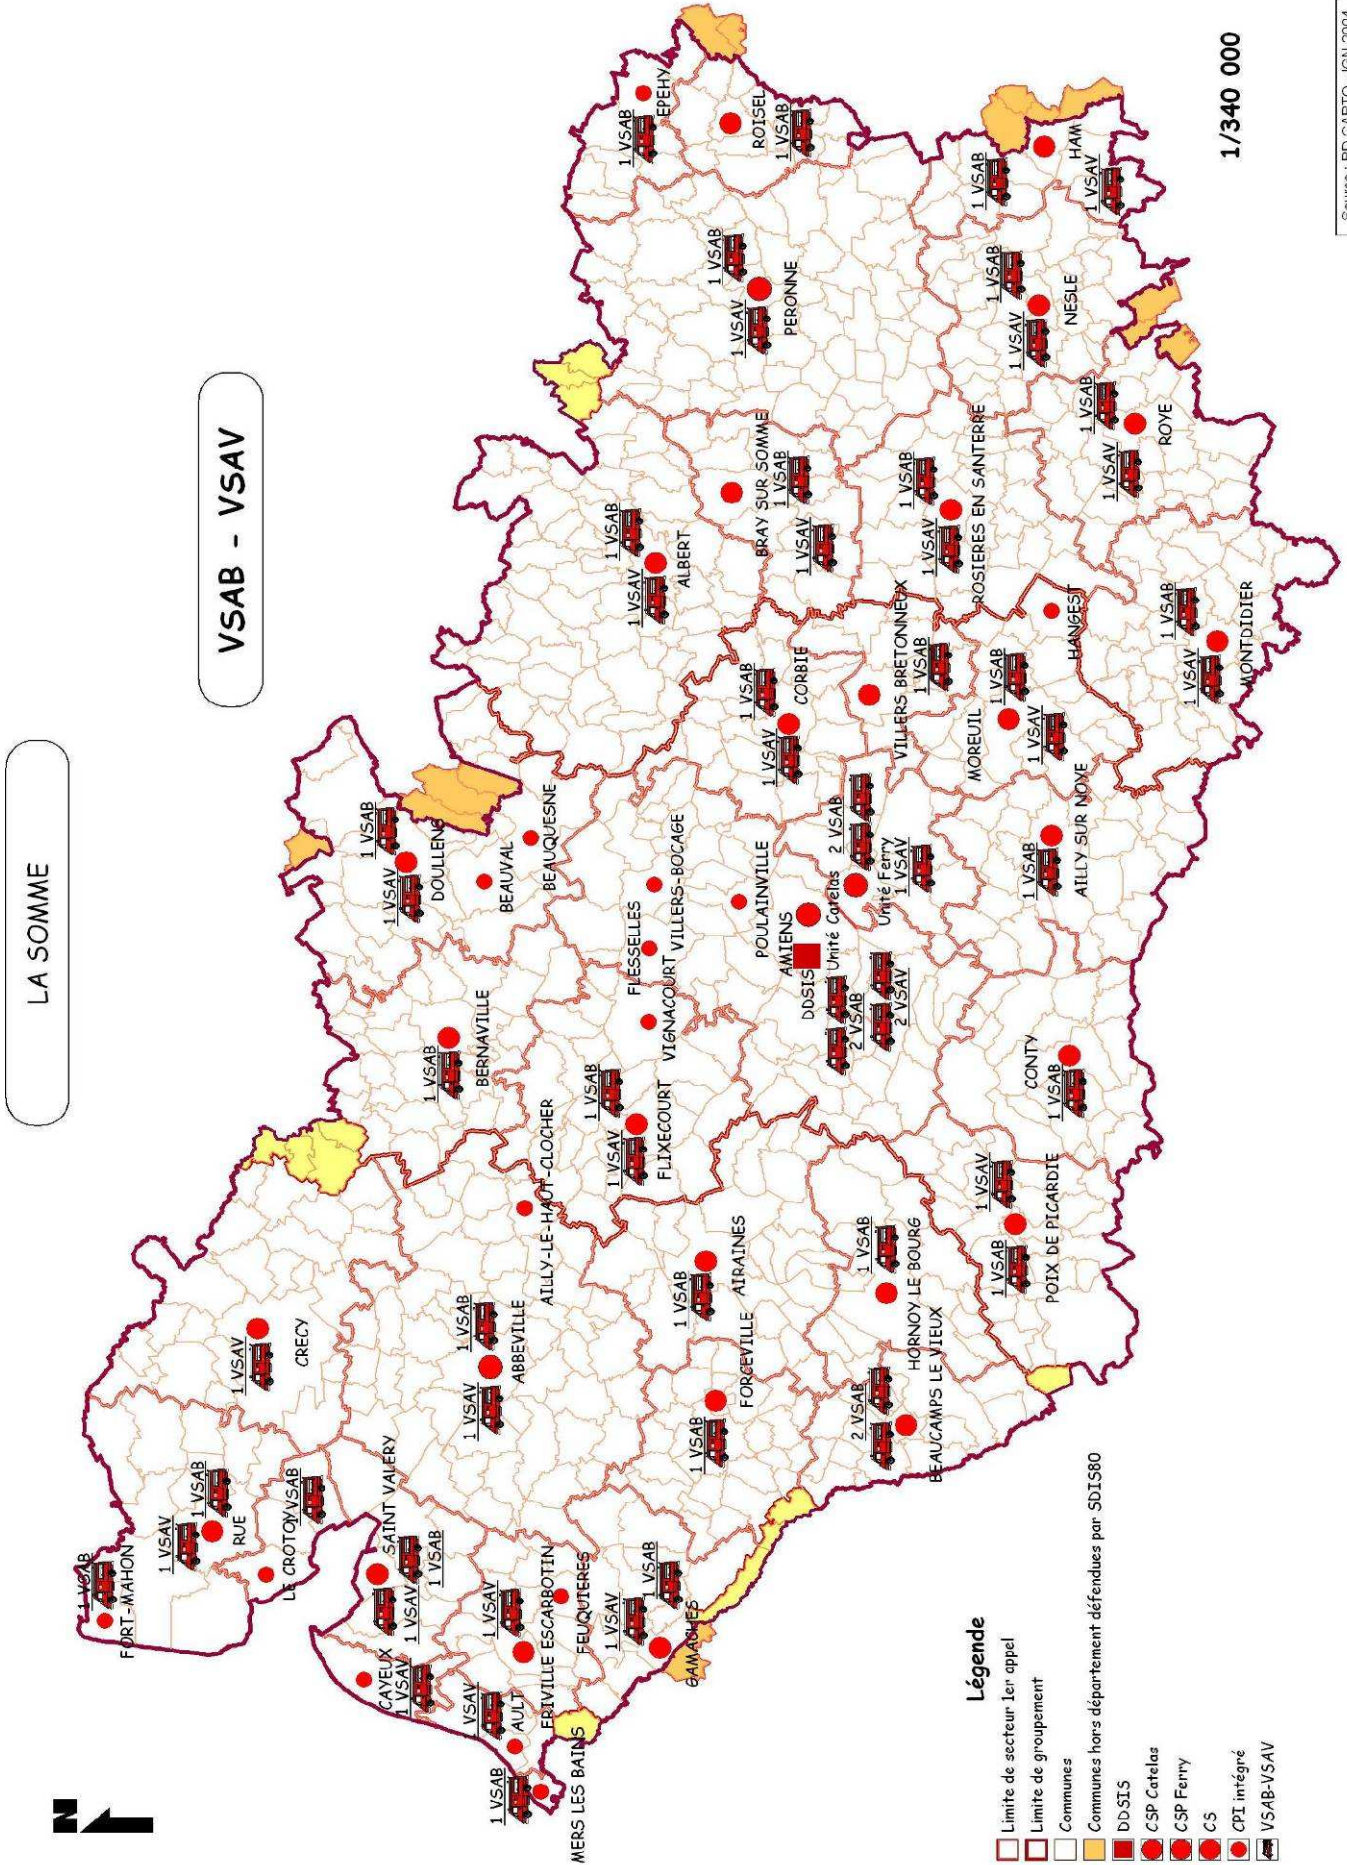 LA SOMME
VSAB - VSAV
N
FORT-MAHON
1 VSAB
1 VSAV
1 VSAB
RUE
LE CROTOY
1 VSAB
1 VSAV
CRECY
CAYEUX
1 VSAV
SAINT VALERY
1 VSAV
1 VSAB
1 VSAV
AULT
1 VSAB
MERS LES BAINS
1 VSAV
FRIVILLE ESCARBOTIN
FEUQUIERES
1 VSAV
1 VSAB
GAMACHES
1 VSAV
1 VSAB
ABBEVILLE
AILLY-LE-HAUT-CLOCHER
1 VSAB
BERNAVILLE
1 VSAV
1 VSAB
DOULLENS
BEAUVAL
BEAUQUESNE
1 VSAV
1 VSAB
FLIXECOURT
VIGNACOURT
FLESSELLES
VILLERS-BOCAGE
POULAINVILLE
1 VSAB
AIRAINES
1 VSAB
FORCEVILLE
2 VSAB
BEAUCAMPS LE VIEUX
1 VSAB
HORNOY LE BOURG
1 VSAB
1 VSAV
POIX DE PICARDIE
1 VSAB
CONTY
AMIENS
DDSIS
Unité Catelas
2 VSAB
2 VSAV
Unité Ferry
2 VSAB
1 VSAV
1 VSAV
1 VSAB
CORBIE
VILLERS BRETONNEUX
1 VSAB
MOREUIL
1 VSAB
1 VSAV
1 VSAB
AILLY SUR NOYE
HANGEST
1 VSAV
1 VSAB
MONTDIDIER
1 VSAV
1 VSAB
ALBERT
BRAY SUR SOMME
1 VSAB
1 VSAV
1 VSAV
1 VSAB
ROSIERES EN SANTERRE
1 VSAV
1 VSAB
ROYE
1 VSAV
1 VSAB
NESLE
1 VSAB
1 VSAV
HAM
1 VSAV
1 VSAB
PERONNE
1 VSAB
EPEHY
ROISEL
1 VSAB
1/340 000
Légende
Limite de secteur 1er appel
Limite de groupement
Communes
Communes hors département défendues par SDIS80
DDSIS
CSP Catelas
CSP Ferry
CS
CPI intégré
VSAB-VSAV